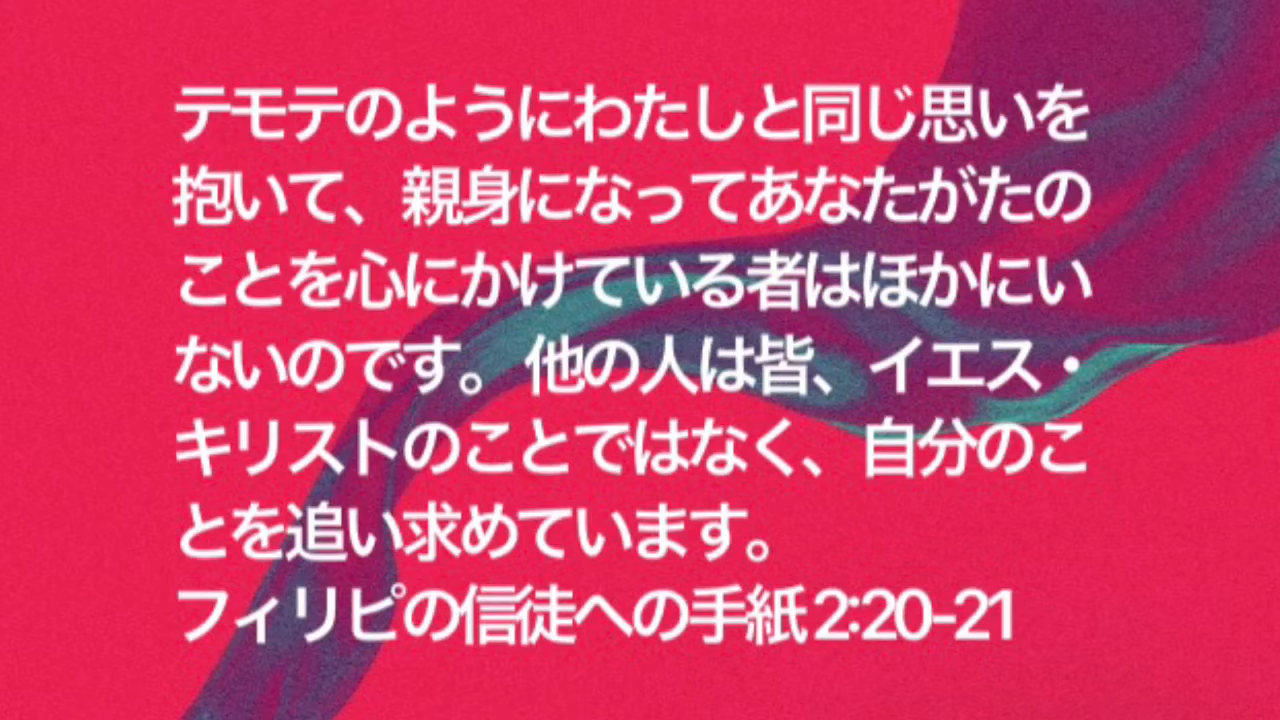 テモテのようにわたしと同じ思いを
抱いて、親身になってあなたがたの
ことを心にかけている者はほかにい
ないのです。他の人は皆、イエス・
キリストのことではなく、自分のこ
とを追い求めています。
フィリピの信徒への手紙 2:20-21